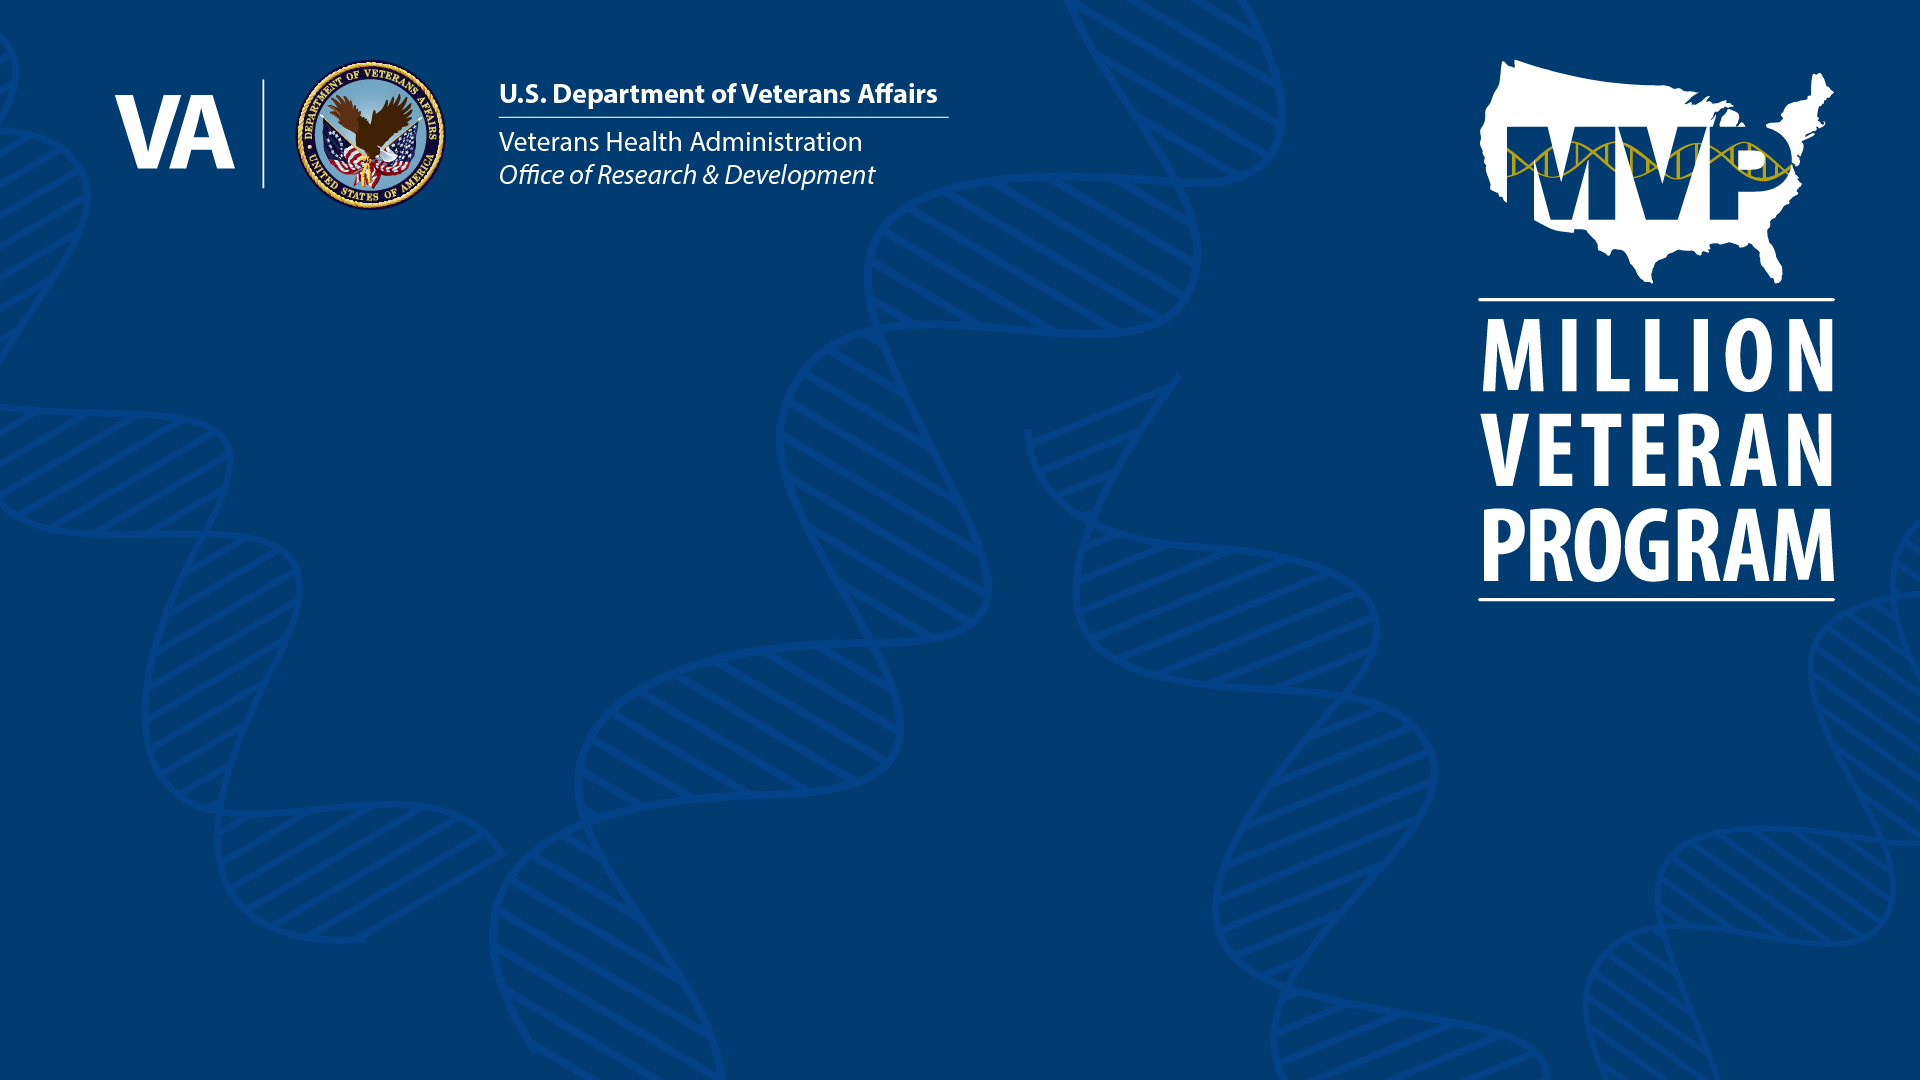 VA
DEPARTMENT OF VETERANS AFFAIRS
UNITED STATES OF AMERICA
U.S. Department of Veterans Affairs
Veterans Health Administration
Office of Research & Development
MVP
MILLION
VETERAN
PROGRAM